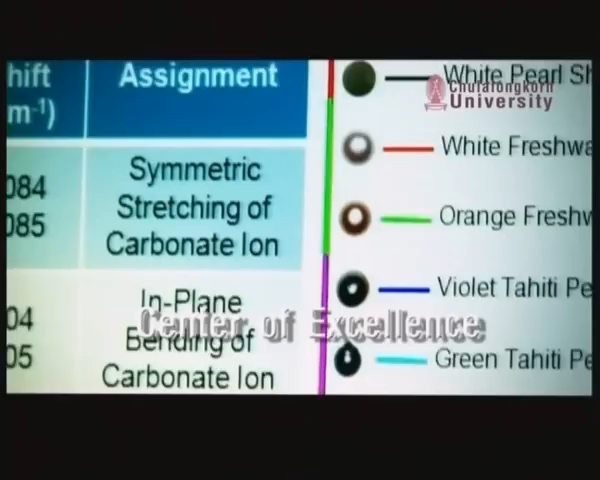 hift
m⁻¹)
Assignment
084
085
Symmetric
Stretching of
Carbonate Ion
04
05
In-Plane
Bending of
Carbonate Ion
White Pearl Sh
White Freshwa
Orange Freshw
Violet Tahiti Pe
Green Tahiti Pe
Chulalongkorn
University
Center of Excellence